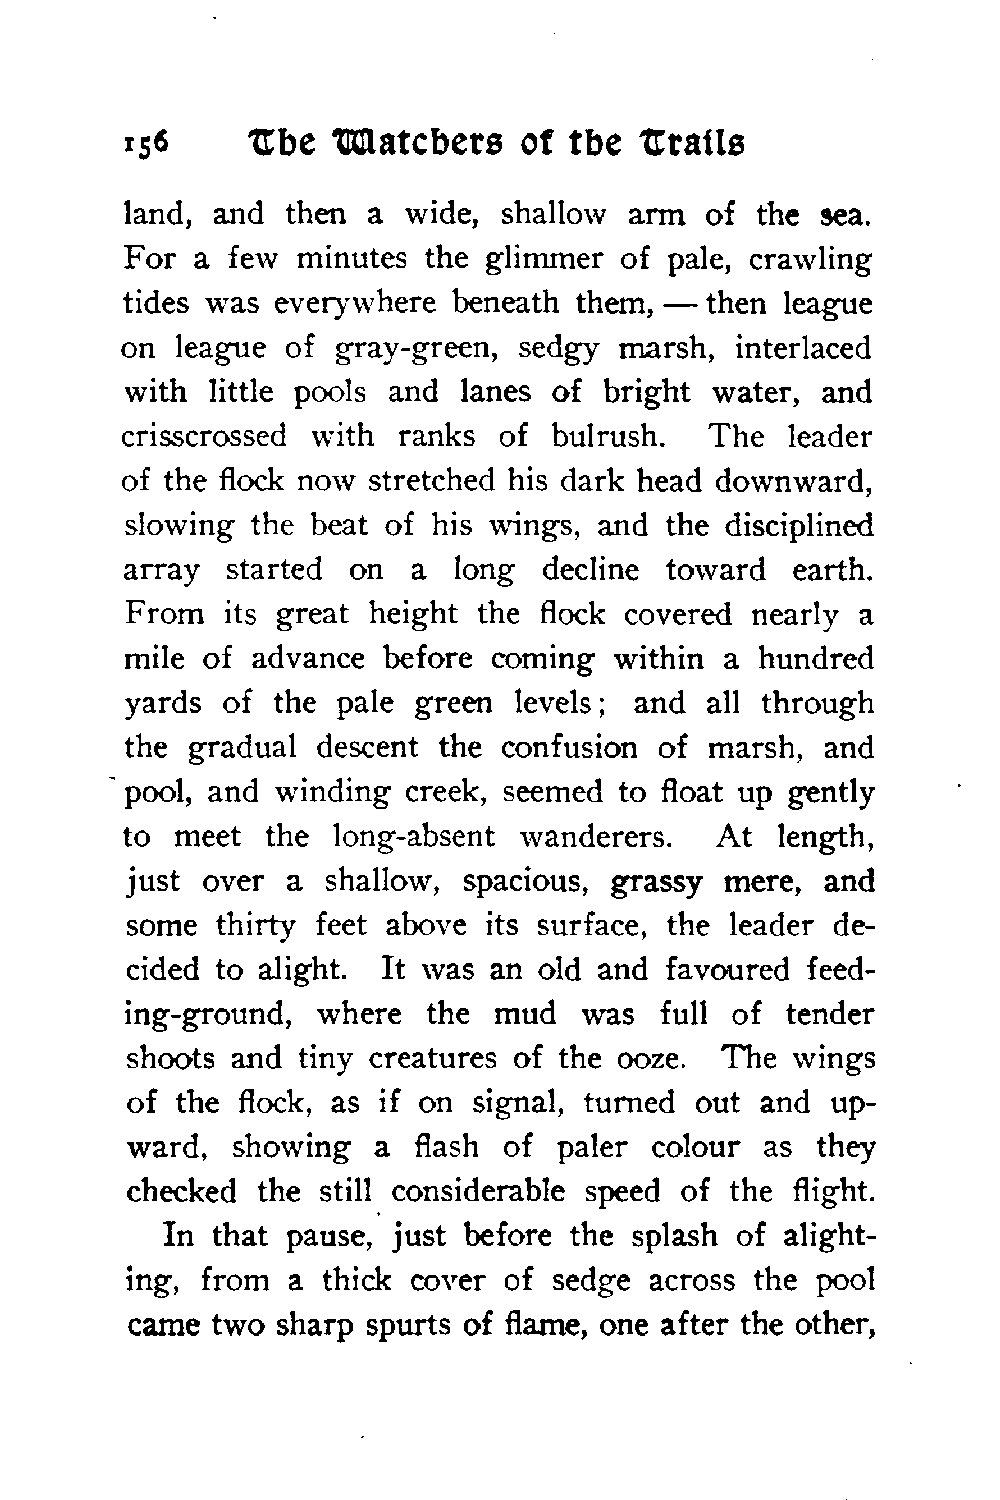 156 The Watchers of the Trails
land, and then a wide, shallow arm of the sea.
For a few minutes the glimmer of pale, crawling
tides was everywhere beneath them, — then league
on league of gray-green, sedgy marsh, interlaced
with little pools and lanes of bright water, and
crisscrossed with ranks of bulrush. The leader
of the flock now stretched his dark head downward,
slowing the beat of his wings, and the disciplined
array started on a long decline toward earth.
From its great height the flock covered nearly a
mile of advance before coming within a hundred
yards of the pale green levels; and all through
the gradual descent the confusion of marsh, and
pool, and winding creek, seemed to float up gently
to meet the long-absent wanderers. At length,
just over a shallow, spacious, grassy mere, and
some thirty feet above its surface, the leader de-
cided to alight. It was an old and favoured feed-
ing-ground, where the mud was full of tender
shoots and tiny creatures of the ooze. The wings
of the flock, as if on signal, turned out and up-
ward, showing a flash of paler colour as they
checked the still considerable speed of the flight.
In that pause, just before the splash of alight-
ing, from a thick cover of sedge across the pool
came two sharp spurts of flame, one after the other,